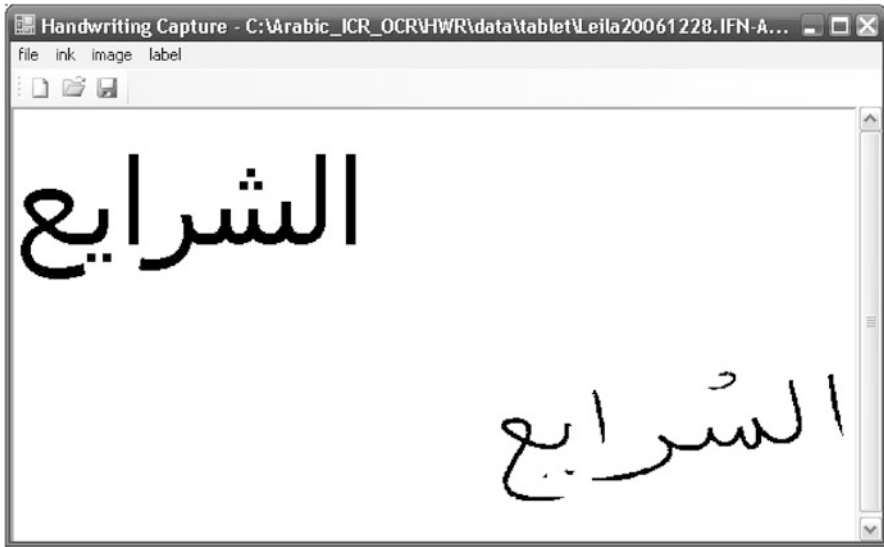 Handwriting Capture - C:\Arabic_ICR_OCR\HWR\data\tablet\Leila20061228.IFN-A...
file ink image label
الشرايع
الشرايع